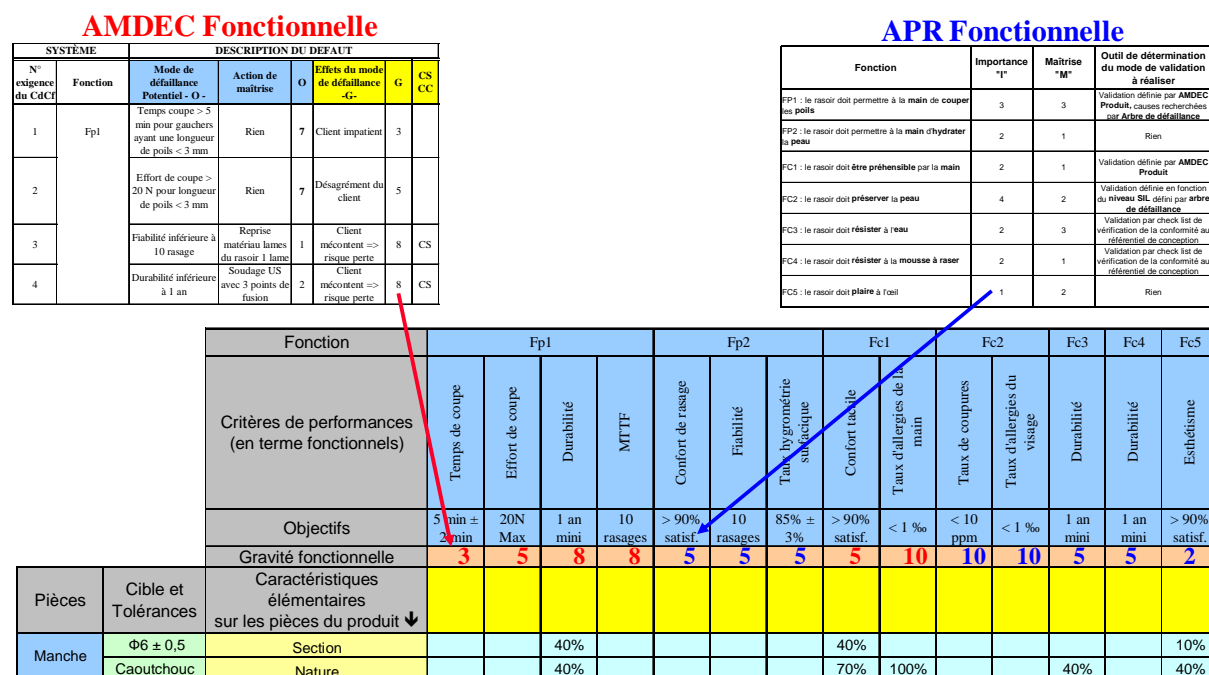 AMDEC Fonctionnelle
SYSTÈME DESCRIPTION DU DEFAUT
N° exigence du CdCf Fonction Mode de défaillance Potentiel - O - Action de maîtrise O Effets du mode de défaillance -G- G CS CC
1 Fp1 Temps coupe > 5 min pour gauchers ayant une longueur de poils < 3 mm Rien 7 Client impatient 3
2 Effort de coupe > 20 N pour longueur de poils < 3 mm Rien 7 Désagrément du client 5
3 Fiabilité inférieure à 10 rasage Reprise matériau lames du rasoir 1 lame 1 Client mécontent => risque perte 8 CS
4 Durabilité inférieure à 1 an Soudage US avec 3 points de fusion 2 Client mécontent => risque perte 8 CS
APR Fonctionnelle
Fonction Importance "I" Maîtrise "M" Outil de détermination du mode de validation à réaliser
FP1 : le rasoir doit permettre à la main de couper les poils 3 3 Validation définie par AMDEC Produit, causes recherchées par Arbre de défaillance
FP2 : le rasoir doit permettre à la main d'hydrater la peau 2 1 Rien
FC1 : le rasoir doit être préhensible par la main 2 1 Validation définie par AMDEC Produit
FC2 : le rasoir doit préserver la peau 4 2 Validation définie en fonction du niveau SIL défini par arbre de défaillance
FC3 : le rasoir doit résister à l'eau 2 3 Validation par check list de vérification de la conformité au référentiel de conception
FC4 : le rasoir doit résister à la mousse à raser 2 1 Validation par check list de vérification de la conformité au référentiel de conception
FC5 : le rasoir doit plaire à l'œil 1 2 Rien
Fonction Fp1 Fp2 Fc1 Fc2 Fc3 Fc4 Fc5
Critères de performances (en terme fonctionnels) Temps de coupe Effort de coupe Durabilité MTTF Confort de rasage Fiabilité Taux hygrométrie surfacique Confort tactile Taux d'allergies de la main Taux de coupures Taux d'allergies du visage Durabilité Durabilité Esthétisme
Objectifs 5 min ± 2 min 20N Max 1 an mini 10 rasages > 90% satisf. 10 rasages 85% ± 3% > 90% satisf. < 1 ‰ < 10 ppm < 1 ‰ 1 an mini 1 an mini > 90% satisf.
Gravité fonctionnelle 3 5 8 8 5 5 5 5 10 10 10 5 5 2
Pièces Cible et Tolérances Caractéristiques élémentaires sur les pièces du produit ↓
Manche Φ6 ± 0,5 Section 40% 40% 10%
Caoutchouc Nature 40% 70% 100% 40% 40%